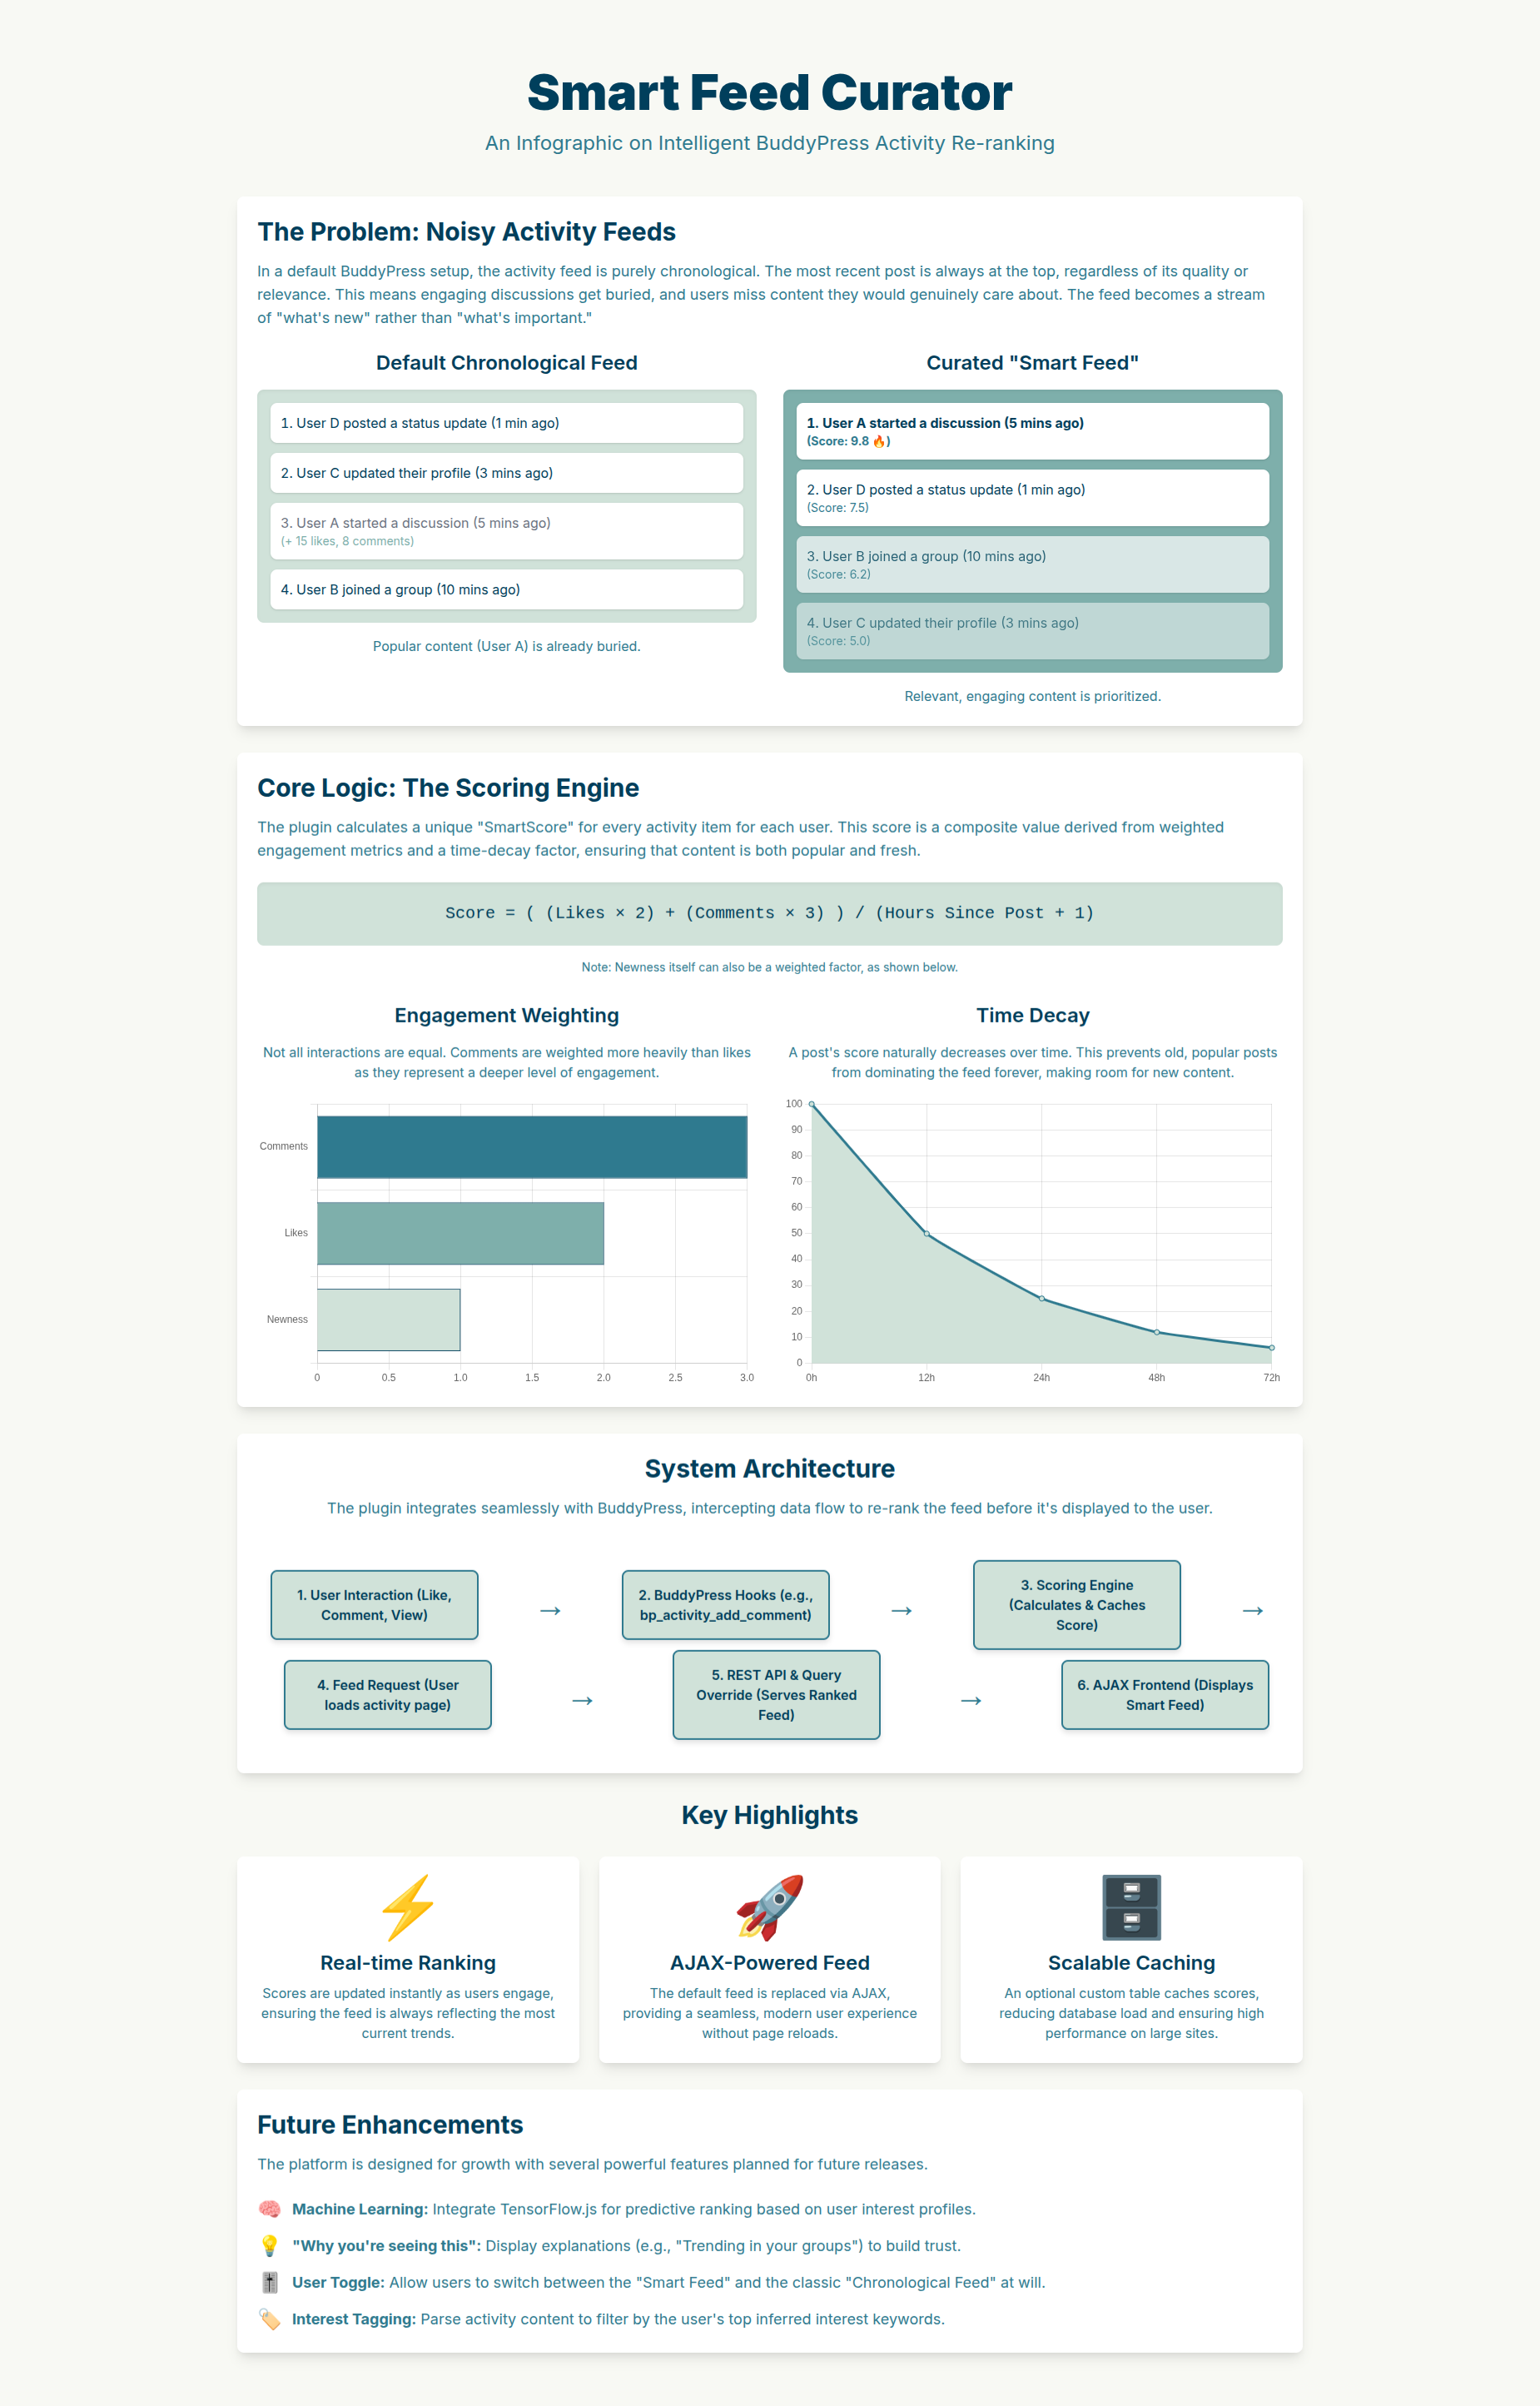 Smart Feed Curator
An Infographic on Intelligent BuddyPress Activity Re-ranking
The Problem: Noisy Activity Feeds
In a default BuddyPress setup, the activity feed is purely chronological. The most recent post is always at the top, regardless of its quality or
relevance. This means engaging discussions get buried, and users miss content they would genuinely care about. The feed becomes a stream
of "what's new" rather than "what's important."
Default Chronological Feed
1. User D posted a status update (1 min ago)
2. User C updated their profile (3 mins ago)
3. User A started a discussion (5 mins ago)
(+ 15 likes, 8 comments)
4. User B joined a group (10 mins ago)
Popular content (User A) is already buried.
Curated "Smart Feed"
1. User A started a discussion (5 mins ago)
(Score: 9.8 🔥)
2. User D posted a status update (1 min ago)
(Score: 7.5)
3. User B joined a group (10 mins ago)
(Score: 6.2)
4. User C updated their profile (3 mins ago)
(Score: 5.0)
Relevant, engaging content is prioritized.
Core Logic: The Scoring Engine
The plugin calculates a unique "SmartScore" for every activity item for each user. This score is a composite value derived from weighted
engagement metrics and a time-decay factor, ensuring that content is both popular and fresh.
Score = ( (Likes × 2) + (Comments × 3) ) / (Hours Since Post + 1)
Note: Newness itself can also be a weighted factor, as shown below.
Engagement Weighting
Not all interactions are equal. Comments are weighted more heavily than likes
as they represent a deeper level of engagement.
Comments
Likes
Newness
0 0.5 1.0 1.5 2.0 2.5 3.0
Time Decay
A post's score naturally decreases over time. This prevents old, popular posts
from dominating the feed forever, making room for new content.
100
90
80
70
60
50
40
30
20
10
0
0h 12h 24h 48h 72h
System Architecture
The plugin integrates seamlessly with BuddyPress, intercepting data flow to re-rank the feed before it's displayed to the user.
1. User Interaction (Like,
Comment, View)
→
2. BuddyPress Hooks (e.g.,
bp_activity_add_comment)
→
3. Scoring Engine
(Calculates & Caches
Score)
→
4. Feed Request (User
loads activity page)
→
5. REST API & Query
Override (Serves Ranked
Feed)
→
6. AJAX Frontend (Displays
Smart Feed)
Key Highlights
Real-time Ranking
Scores are updated instantly as users engage,
ensuring the feed is always reflecting the most
current trends.
AJAX-Powered Feed
The default feed is replaced via AJAX,
providing a seamless, modern user experience
without page reloads.
Scalable Caching
An optional custom table caches scores,
reducing database load and ensuring high
performance on large sites.
Future Enhancements
The platform is designed for growth with several powerful features planned for future releases.
Machine Learning: Integrate TensorFlow.js for predictive ranking based on user interest profiles.
"Why you're seeing this": Display explanations (e.g., "Trending in your groups") to build trust.
User Toggle: Allow users to switch between the "Smart Feed" and the classic "Chronological Feed" at will.
Interest Tagging: Parse activity content to filter by the user's top inferred interest keywords.